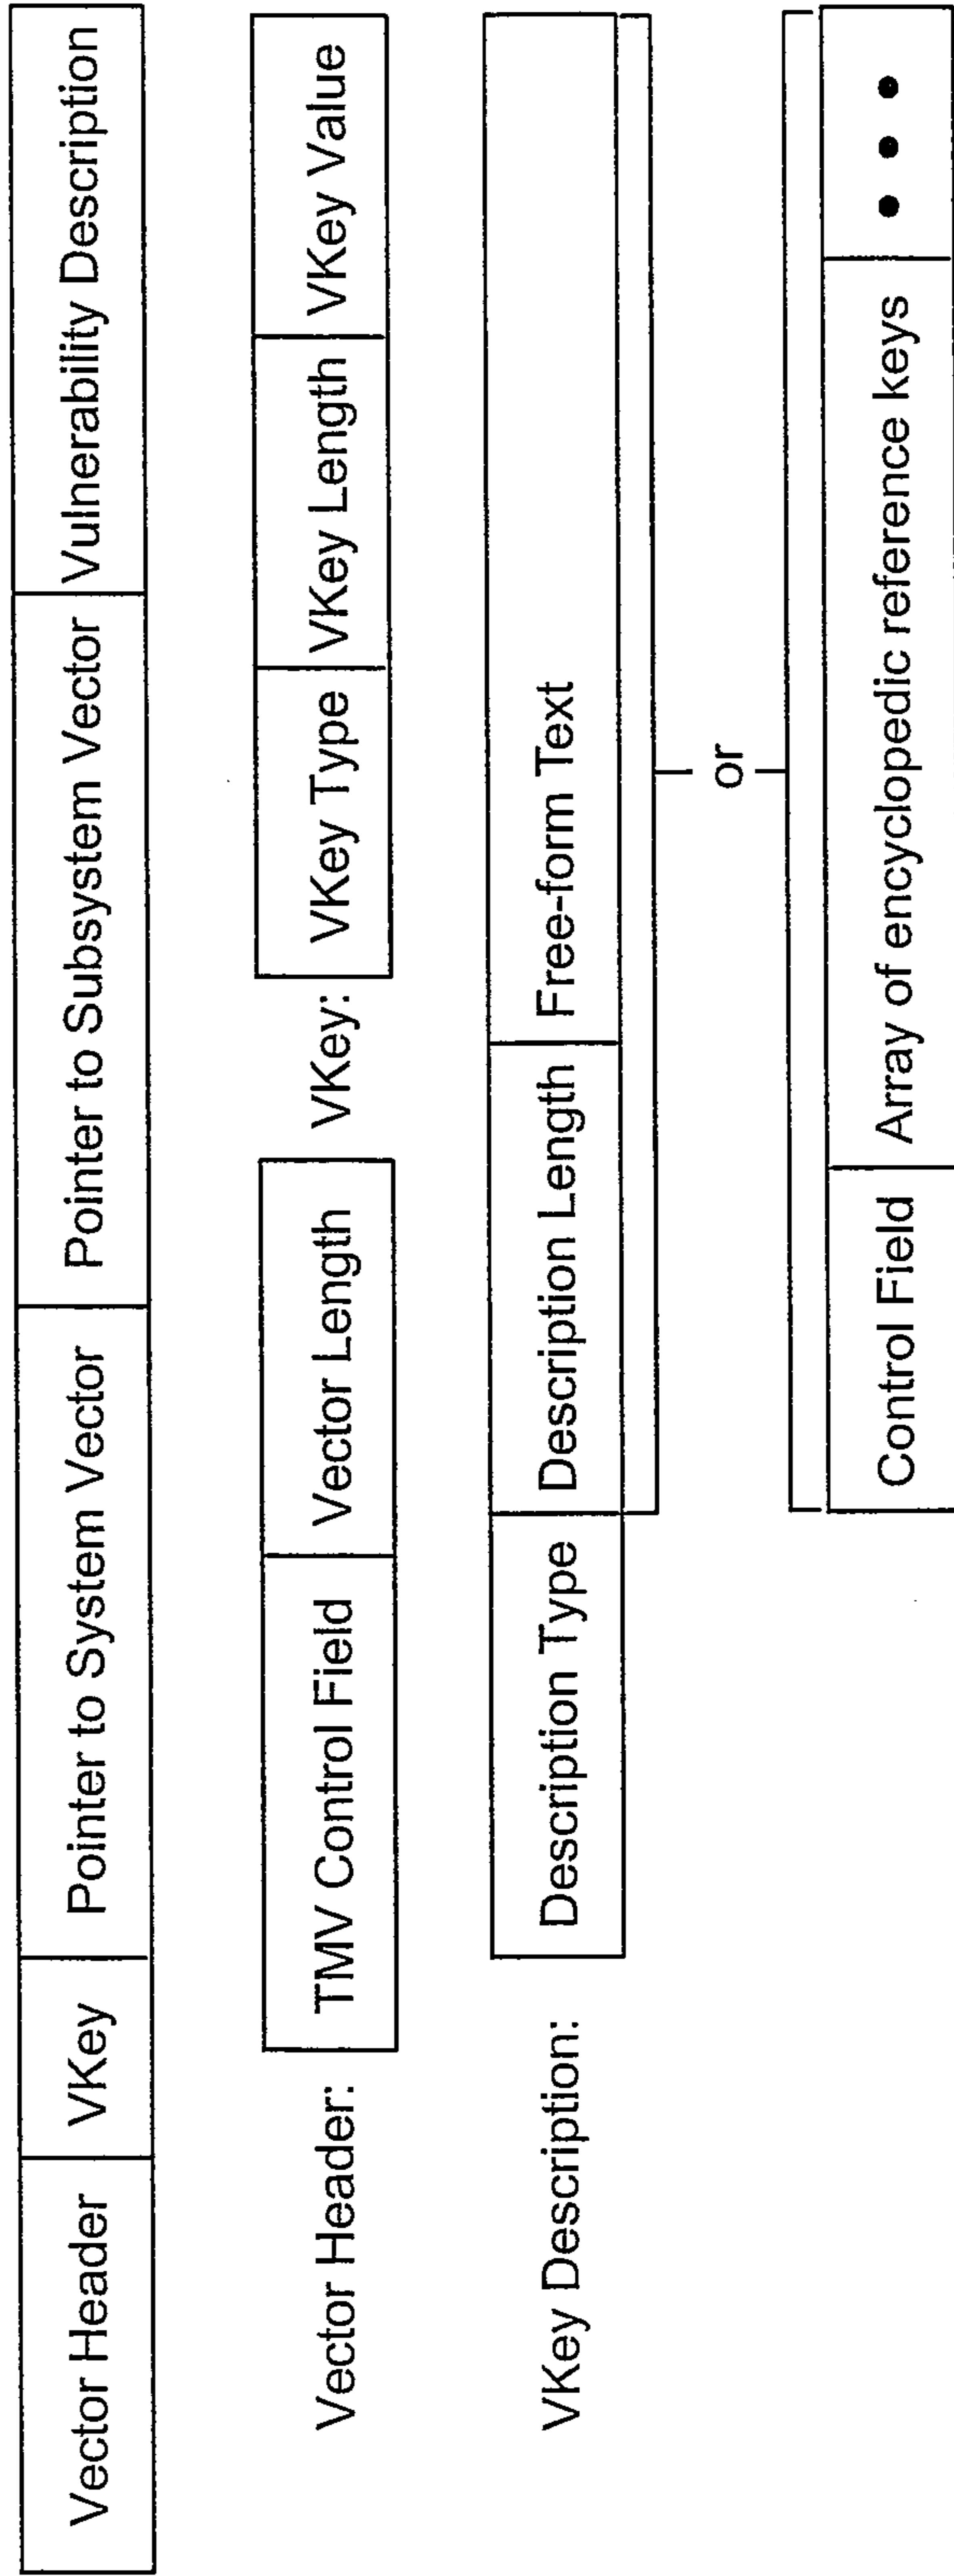 Vector Header VKey Pointer to System Vector Pointer to Subsystem Vector Vulnerability Description
Vector Header: TMV Control Field Vector Length VKey: VKey Type VKey Length VKey Value
VKey Description: Description Type Description Length Free-form Text
or
Control Field Array of encyclopedic reference keys • • •